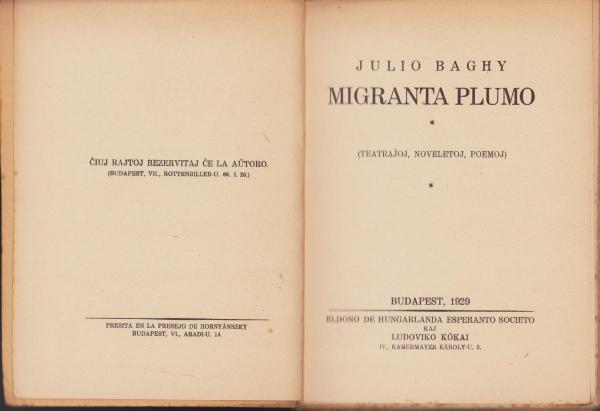 ĈIUJ RAJTOJ REZERVITAJ ĈE LA AŬTORO.
(BUDAPEST, VII., ROTTENBILLER-U. 66. I. 20.)
PRESITA EN LA PRESEJO DE HORNYÁNSZKY
BUDAPEST, VI., ARADI-U. 14.
JULIO BAGHY
MIGRANTA PLUMO
*
(TEATRAĴOJ, NOVELETOJ, POEMOJ)
*
BUDAPEST, 1929
ELDONO DE HUNGARLANDA ESPERANTO SOCIETO
KAJ
LUDOVIKO KÓKAI
IV., KAMERMAYER KÁROLY-U. 3.